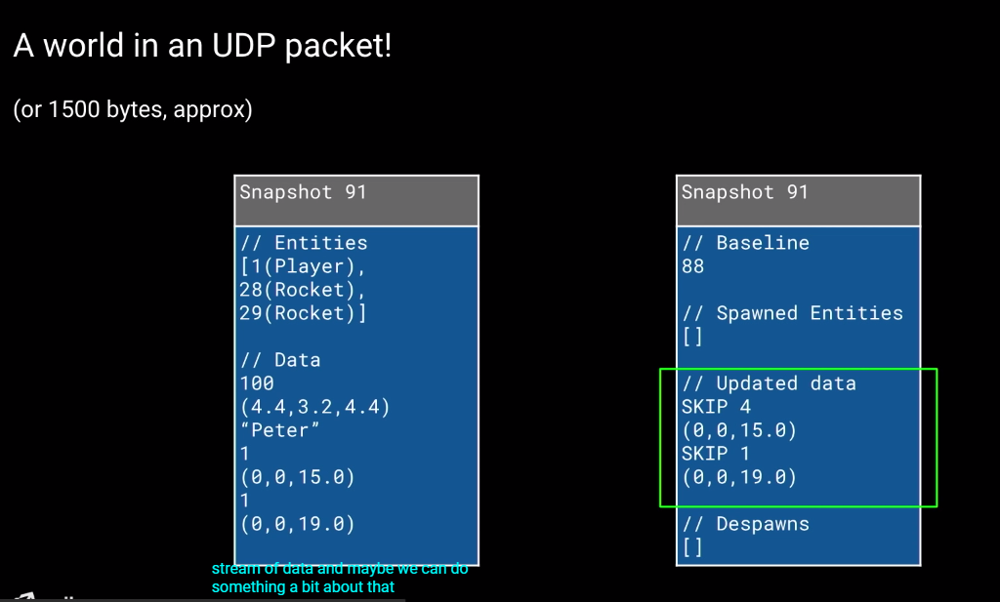 A world in an UDP packet!
(or 1500 bytes, approx)
Snapshot 91
// Entities
[1(Player),
28(Rocket),
29(Rocket)]
// Data
100
(4.4,3.2,4.4)
“Peter”
1
(0,0,15.0)
1
(0,0,19.0)
Snapshot 91
// Baseline
88
// Spawned Entities
[]
// Updated data
SKIP 4
(0,0,15.0)
SKIP 1
(0,0,19.0)
// Despawns
[]
stream of data and maybe we can do
something a bit about that